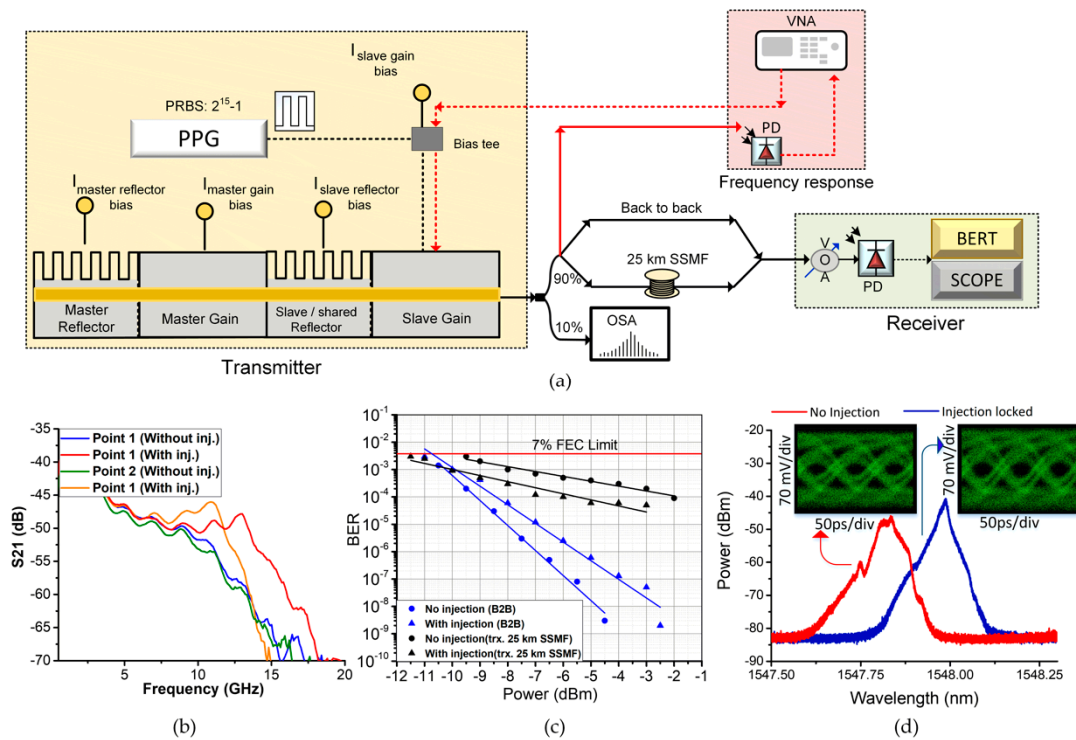 VNA
I slave gain bias
PRBS: 2^15-1
PPG
Bias tee
PD
Frequency response
I master reflector bias
I master gain bias
I slave reflector bias
Back to back
25 km SSMF
90%
10%
V
O
A
PD
BERT
SCOPE
Receiver
Master Reflector
Master Gain
Slave / shared Reflector
Slave Gain
OSA
Transmitter
(a)
-35
-40
-45
-50
-55
-60
-65
-70
S21 (dB)
Point 1 (Without inj.)
Point 1 (With inj.)
Point 2 (Without inj.)
Point 1 (With inj.)
5
10
15
20
Frequency (GHz)
(b)
10^-1
10^-2
10^-3
10^-4
10^-5
10^-6
10^-7
10^-8
10^-9
10^-10
BER
7% FEC Limit
No injection (B2B)
With injection (B2B)
No injection(trx. 25 km SSMF)
With injection(trx. 25 km SSMF)
-12 -11 -10 -9 -8 -7 -6 -5 -4 -3 -2 -1
Power (dBm)
(c)
No Injection
Injection locked
-20
-30
-40
-50
-60
-70
-80
-90
Power (dBm)
70 mV/div
70 mV/div
50ps/div
50ps/div
1547.50 1547.75 1548.00 1548.25
Wavelength (nm)
(d)